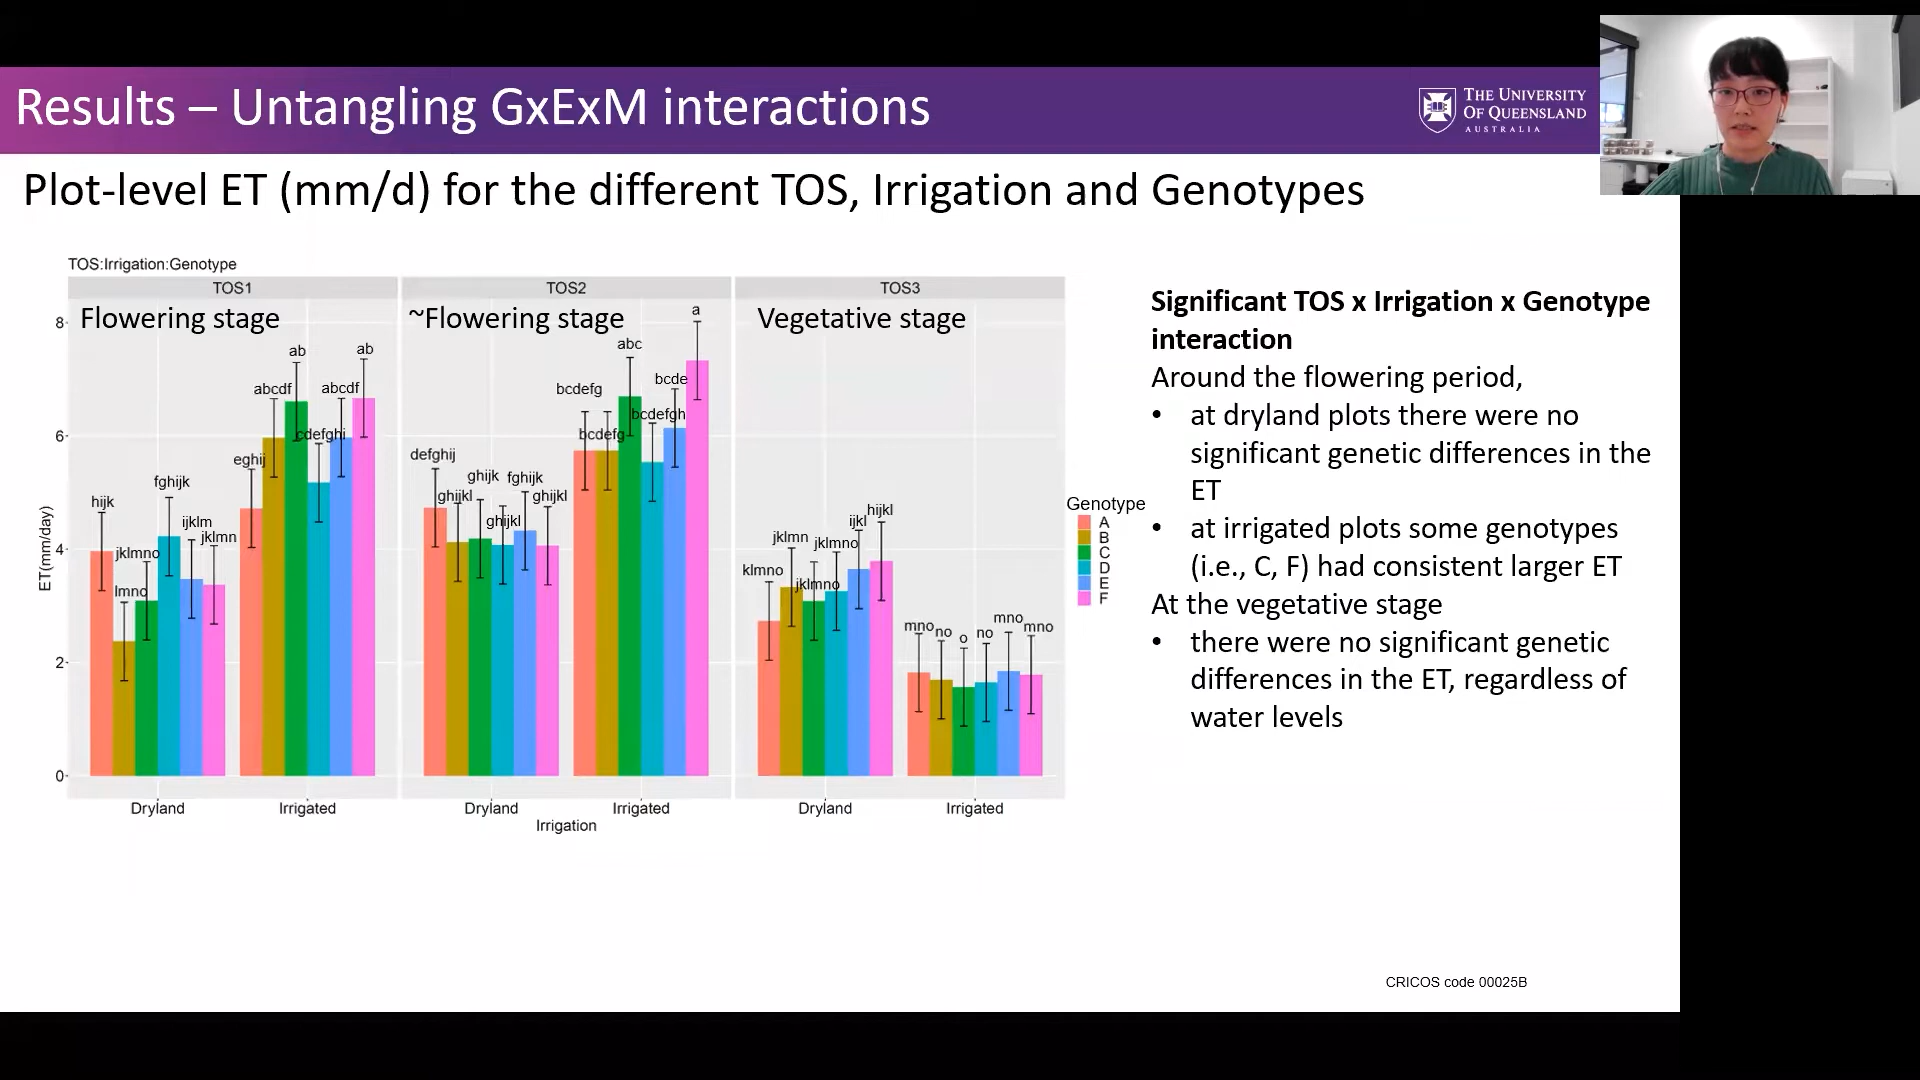 Results – Untangling GxExM interactions
THE UNIVERSITY
OF QUEENSLAND
AUSTRALIA
Plot-level ET (mm/d) for the different TOS, Irrigation and Genotypes
TOS:Irrigation:Genotype
TOS1
TOS2
TOS3
Flowering stage
~Flowering stage
Vegetative stage
ET(mm/day)
8
6
4
2
0
hijk
lmno
jklmno
fghijk
ijklm
jklmn
eghij
abcdf
ab
cdefghi
abcdf
ab
defghij
ghijkl
ghijk
ghijkl
fghijk
ghijkl
bcdefg
bcdefg
abc
bcdefgh
bcde
a
klmno
jklmn
jklmno
jklmno
ijkl
hijkl
mno
no
o
no
mno
mno
Dryland
Irrigated
Dryland
Irrigated
Dryland
Irrigated
Irrigation
Genotype
A
B
C
D
E
F
Significant TOS x Irrigation x Genotype
interaction
Around the flowering period,
• at dryland plots there were no
significant genetic differences in the
ET
• at irrigated plots some genotypes
(i.e., C, F) had consistent larger ET
At the vegetative stage
• there were no significant genetic
differences in the ET, regardless of
water levels
CRICOS code 00025B